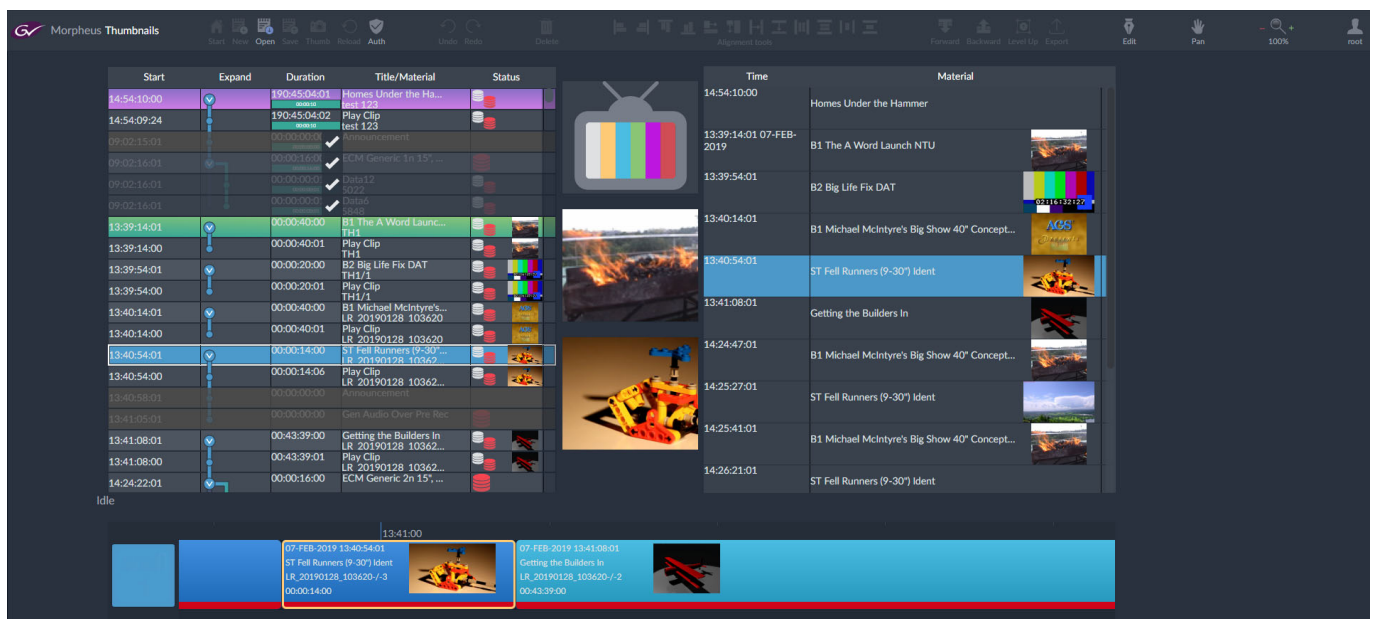 GV Morpheus Thumbnails
Start New Open Save Thumb Reload Auth Undo Redo Delete Alignment tools Forward Backward Level Up Export Edit Pan - + 100% root
Start Expand Duration Title/Material Status
14:54:10:00 190:45:04:01 Homes Under the Ha...
00:00:10 test 123
14:54:09:24 190:45:04:02 Play Clip
00:00:10 test 123
09:02:15:01 Announcement
09:02:16:01 00:00:16:00 ECM Generic 1n 15", ...
09:02:16:01 Data12
5022
09:02:16:01 Data6
5848
13:39:14:01 00:00:40:00 B1 The A Word Launc...
TH1
13:39:14:00 00:00:40:01 Play Clip
TH1
13:39:54:01 00:00:20:00 B2 Big Life Fix DAT
TH1/1
13:39:54:00 00:00:20:01 Play Clip
TH1/1
13:40:14:01 00:00:40:00 B1 Michael McIntyre's...
LR_20190128_103620
13:40:14:00 00:00:40:01 Play Clip
LR_20190128_103620
13:40:54:01 00:00:14:00 ST Fell Runners (9-30"...
LR_20190128_10362...
13:40:54:00 00:00:14:06 Play Clip
LR_20190128_10362...
13:40:58:01 00:00:00:00 Announcement
13:41:05:01 00:00:00:00 Gen Audio Over Pre Rec
13:41:08:01 00:43:39:00 Getting the Builders In
LR_20190128_10362...
13:41:08:00 00:43:39:01 Play Clip
LR_20190128_10362...
14:24:22:01 00:00:16:00 ECM Generic 2n 15", ...
Time Material
14:54:10:00 Homes Under the Hammer
13:39:14:01 07-FEB-
2019 B1 The A Word Launch NTU
13:39:54:01 B2 Big Life Fix DAT
02:16:32:27
13:40:14:01 B1 Michael McIntyre's Big Show 40" Concept...
AGS
13:40:54:01 ST Fell Runners (9-30") Ident
13:41:08:01 Getting the Builders In
14:24:47:01 B1 Michael McIntyre's Big Show 40" Concept...
14:25:27:01 ST Fell Runners (9-30") Ident
14:25:41:01 B1 Michael McIntyre's Big Show 40" Concept...
14:26:21:01 ST Fell Runners (9-30") Ident
Idle
13:41:00
07-FEB-2019 13:40:54:01
ST Fell Runners (9-30") Ident
LR_20190128_103620-/-3
00:00:14:00
07-FEB-2019 13:41:08:01
Getting the Builders In
LR_20190128_103620-/-2
00:43:39:00